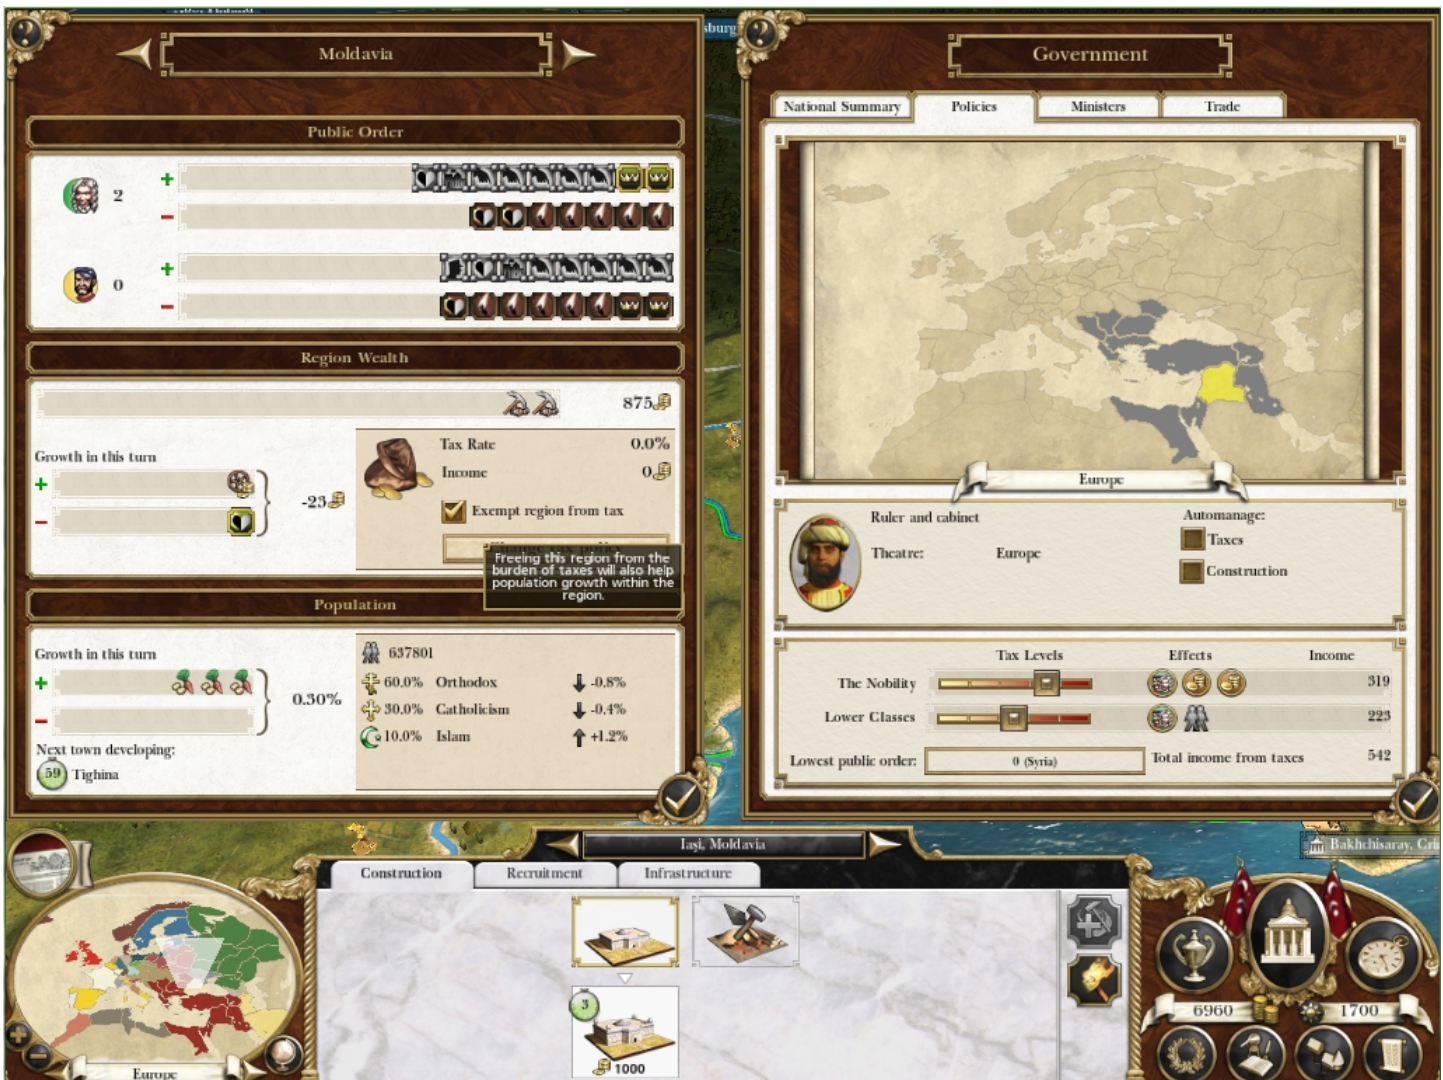 Moldavia
Public Order
2
0
Region Wealth
875
Growth in this turn
-23
Tax Rate 0.0%
Income 0
Exempt region from tax
Freeing this region from the
burden of taxes will also help
population growth within the
region.
Population
Growth in this turn
0.30%
Next town developing:
59 Tighina
637801
60.0% Orthodox -0.8%
30.0% Catholicism -0.4%
10.0% Islam +1.2%
Government
National Summary Policies Ministers Trade
Europe
Ruler and cabinet
Theatre: Europe
Automanage:
Taxes
Construction
Tax Levels Effects Income
The Nobility 319
Lower Classes 223
Lowest public order: 0 (Syria) Total income from taxes 542
Iaşi, Moldavia
Construction Recruitment Infrastructure
3
1000
Europe
6960 1700